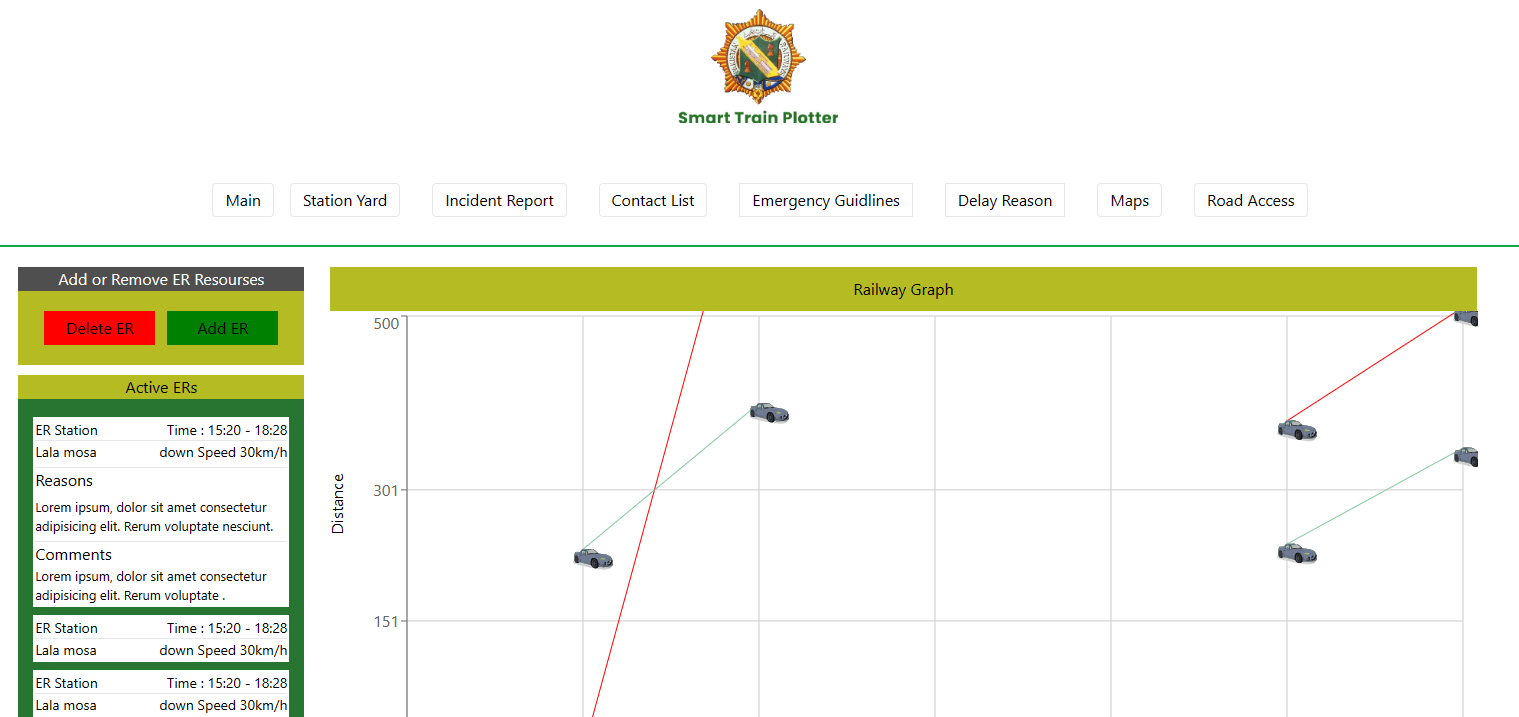 Smart Train Plotter
Main
Station Yard
Incident Report
Contact List
Emergency Guidlines
Delay Reason
Maps
Road Access
Add or Remove ER Resourses
Delete ER
Add ER
Active ERs
ER Station Time : 15:20 - 18:28
Lala mosa down Speed 30km/h
Reasons
Lorem ipsum, dolor sit amet consectetur
adipisicing elit. Rerum voluptate nesciunt.
Comments
Lorem ipsum, dolor sit amet consectetur
adipisicing elit. Rerum voluptate .
ER Station Time : 15:20 - 18:28
Lala mosa down Speed 30km/h
ER Station Time : 15:20 - 18:28
Lala mosa down Speed 30km/h
Railway Graph
500
301
151
Distance